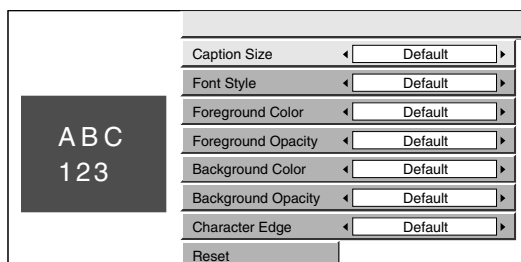 ABC
123
Caption Size Default
Font Style Default
Foreground Color Default
Foreground Opacity Default
Background Color Default
Background Opacity Default
Character Edge Default
Reset